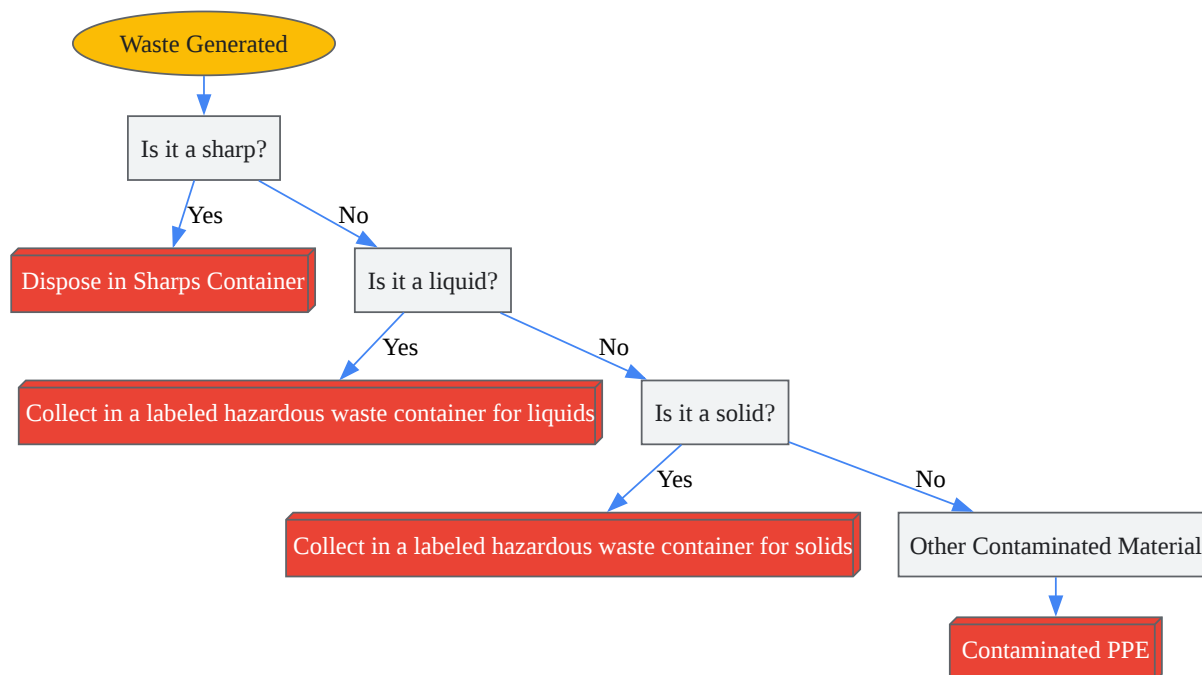 Waste Generated
Is it a sharp?
Yes
No
Dispose in Sharps Container
Is it a liquid?
Yes
No
Collect in a labeled hazardous waste container for liquids
Is it a solid?
Yes
No
Collect in a labeled hazardous waste container for solids
Other Contaminated Material
Contaminated PPE